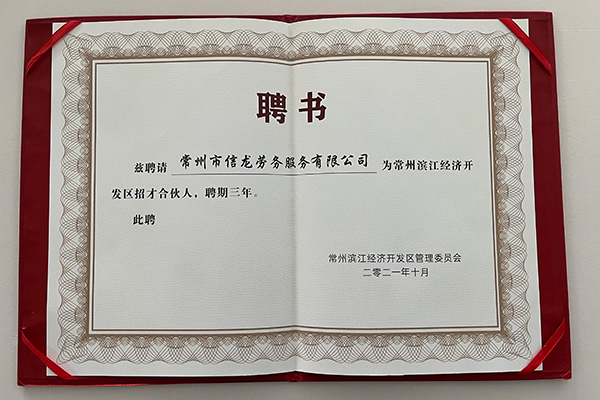 聘书
兹聘请 常州市信龙劳务服务有限公司 为常州滨江经济开
发区招才合伙人，聘期三年。
此聘
常州滨江经济开发区管理委员会
二零二一年十月